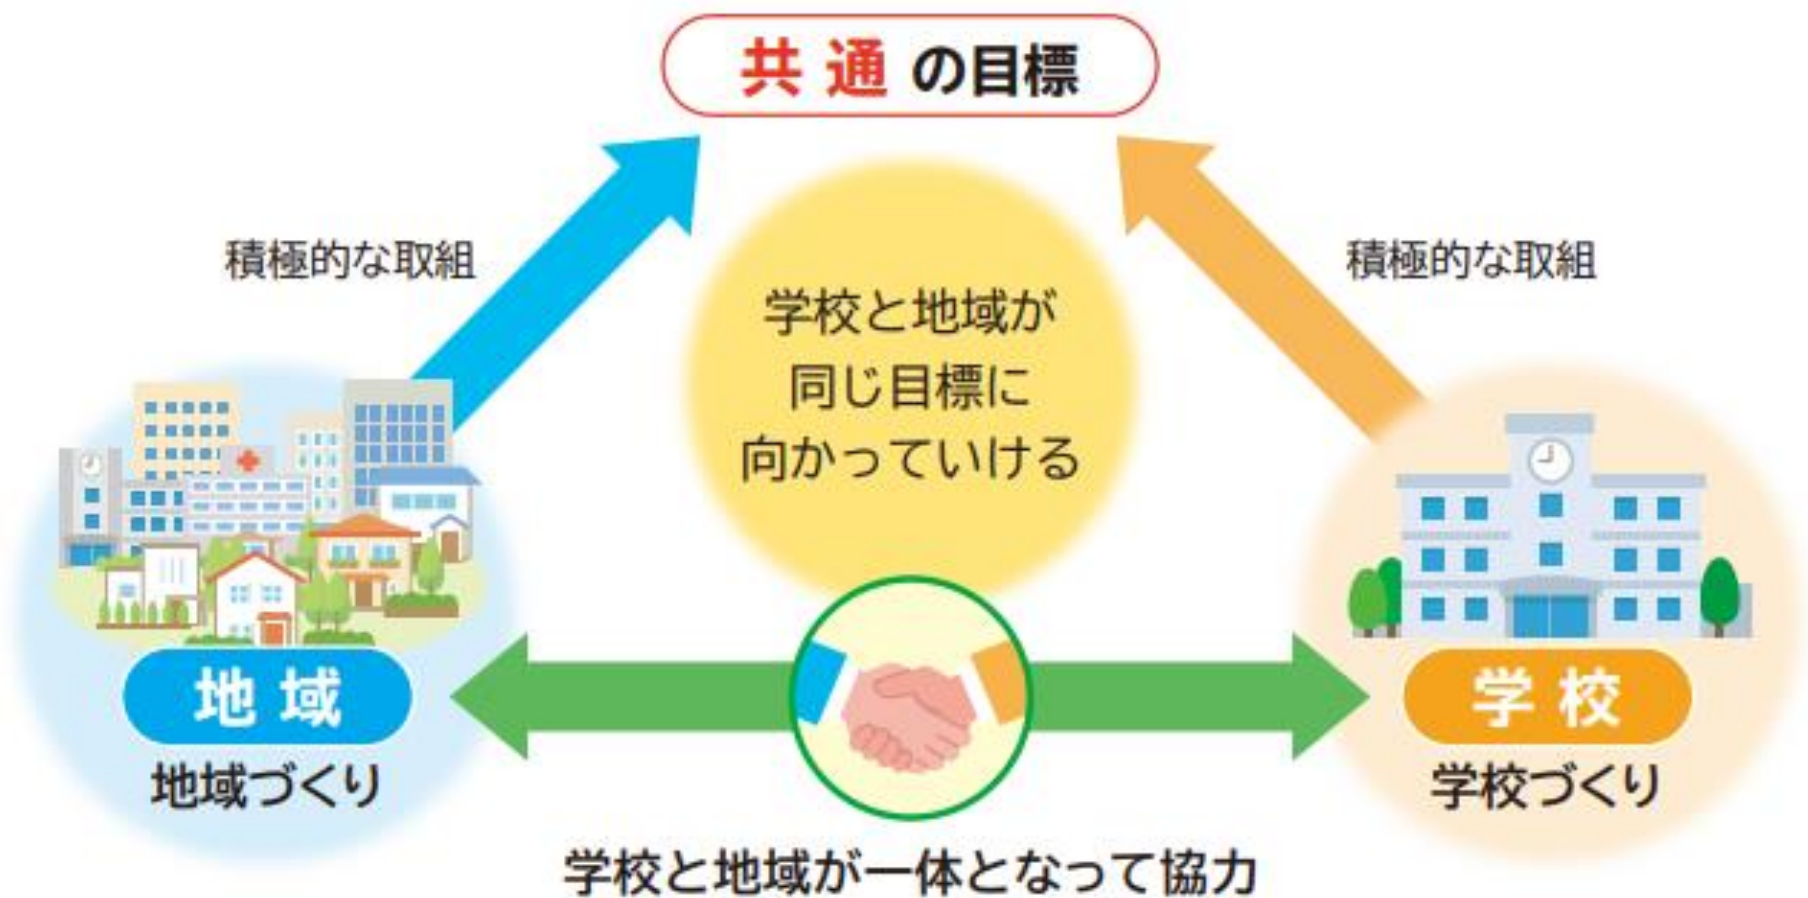 共通の目標
積極的な取組
積極的な取組
学校と地域が
同じ目標に
向かっていける
地域
学校
地域づくり
学校づくり
学校と地域が一体となって協力